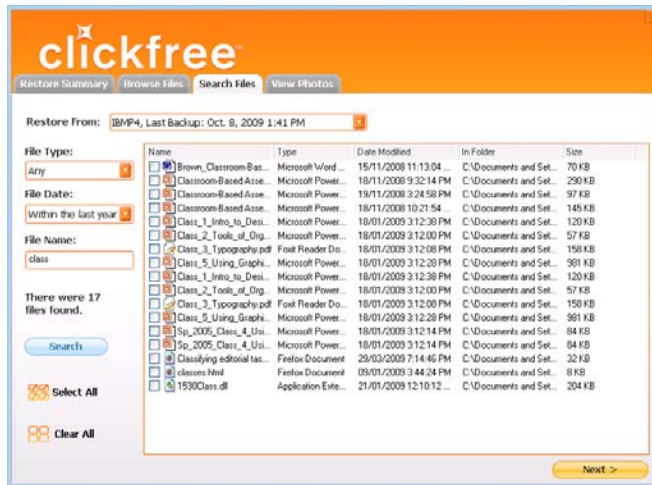 clickfree
Restore Summary Browse Files Search Files View Photos
Restore From: IBMP4, Last Backup: Oct. 8, 2009 1:41 PM
File Type:
Any
File Date:
Within the last year
File Name:
class
There were 17
files found.
Search
Select All
Clear All
Name Type Date Modified In Folder Size
Brown_Classroom-Bas... Microsoft Word ... 15/11/2008 11:13:04 ... C:\Documents and Set... 70 KB
Classroom-Based Asse... Microsoft Power... 18/11/2008 9:32:14 PM C:\Documents and Set... 290 KB
Classroom-Based Asse... Microsoft Power... 19/11/2008 3:24:58 PM C:\Documents and Set... 97 KB
Classroom-Based Asse... Microsoft Power... 18/11/2008 10:21:54 ... C:\Documents and Set... 145 KB
Class_1_Intro_to_Desi... Microsoft Power... 18/01/2009 3:12:38 PM C:\Documents and Set... 120 KB
Class_2_Tools_of_Org... Microsoft Power... 18/01/2009 3:12:00 PM C:\Documents and Set... 57 KB
Class_3_Typography.pdf Foxit Reader Do... 18/01/2009 3:12:08 PM C:\Documents and Set... 158 KB
Class_5_Using_Graphi... Microsoft Power... 18/01/2009 3:12:28 PM C:\Documents and Set... 981 KB
Class_1_Intro_to_Desi... Microsoft Power... 18/01/2009 3:12:38 PM C:\Documents and Set... 120 KB
Class_2_Tools_of_Org... Microsoft Power... 18/01/2009 3:12:00 PM C:\Documents and Set... 57 KB
Class_3_Typography.pdf Foxit Reader Do... 18/01/2009 3:12:08 PM C:\Documents and Set... 158 KB
Class_5_Using_Graphi... Microsoft Power... 18/01/2009 3:12:28 PM C:\Documents and Set... 981 KB
Sp_2005_Class_4_Usi... Microsoft Power... 18/01/2009 3:12:14 PM C:\Documents and Set... 84 KB
Sp_2005_Class_4_Usi... Microsoft Power... 18/01/2009 3:12:14 PM C:\Documents and Set... 84 KB
Classifying editorial tas... Firefox Document 29/03/2009 7:14:46 PM C:\Documents and Set... 32 KB
classes.html Firefox Document 09/01/2009 3:44:24 PM C:\Documents and Set... 8 KB
1530Class.dll Application Exte... 21/01/2009 12:10:12 ... C:\Documents and Set... 204 KB
Next >